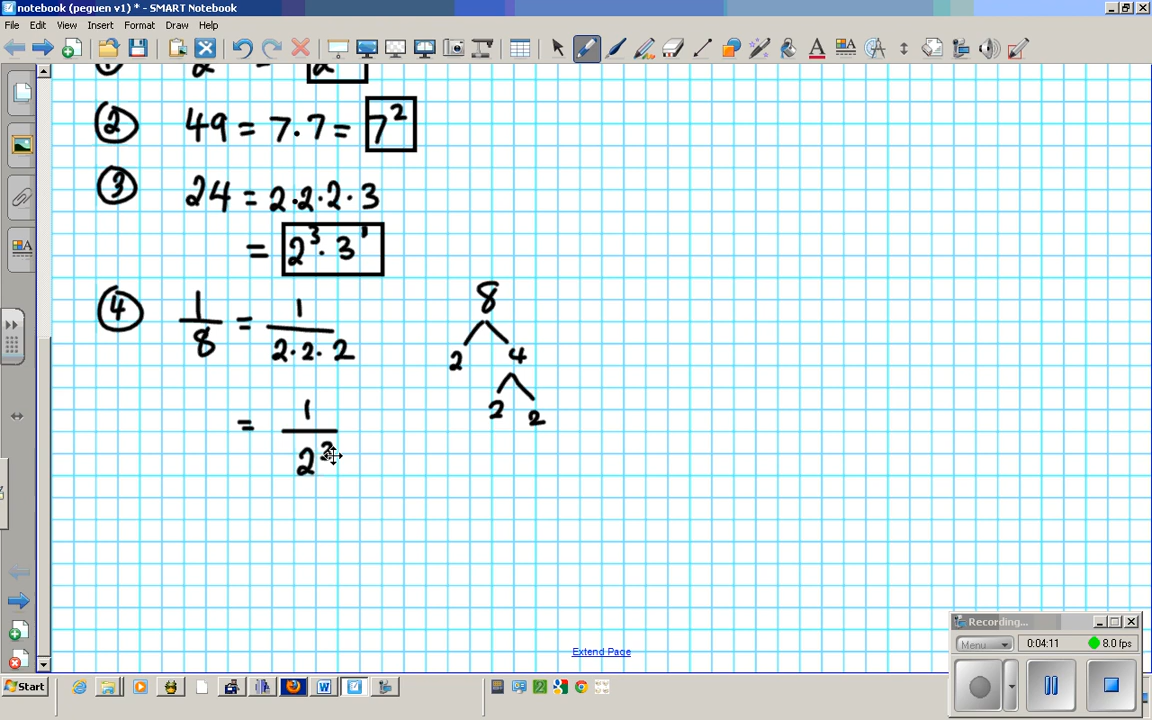 notebook (peguen v1) * - SMART Notebook
File Edit View Insert Format Draw Help
② 49 = 7·7 = 7²
③ 24 = 2·2·2·3
= 2³·3¹
④ 1/8 = 1/(2·2·2)
8
2 4
2 2
= 1/2³
Extend Page
Recording...
Menu 0:04:11 8.0 fps
Start